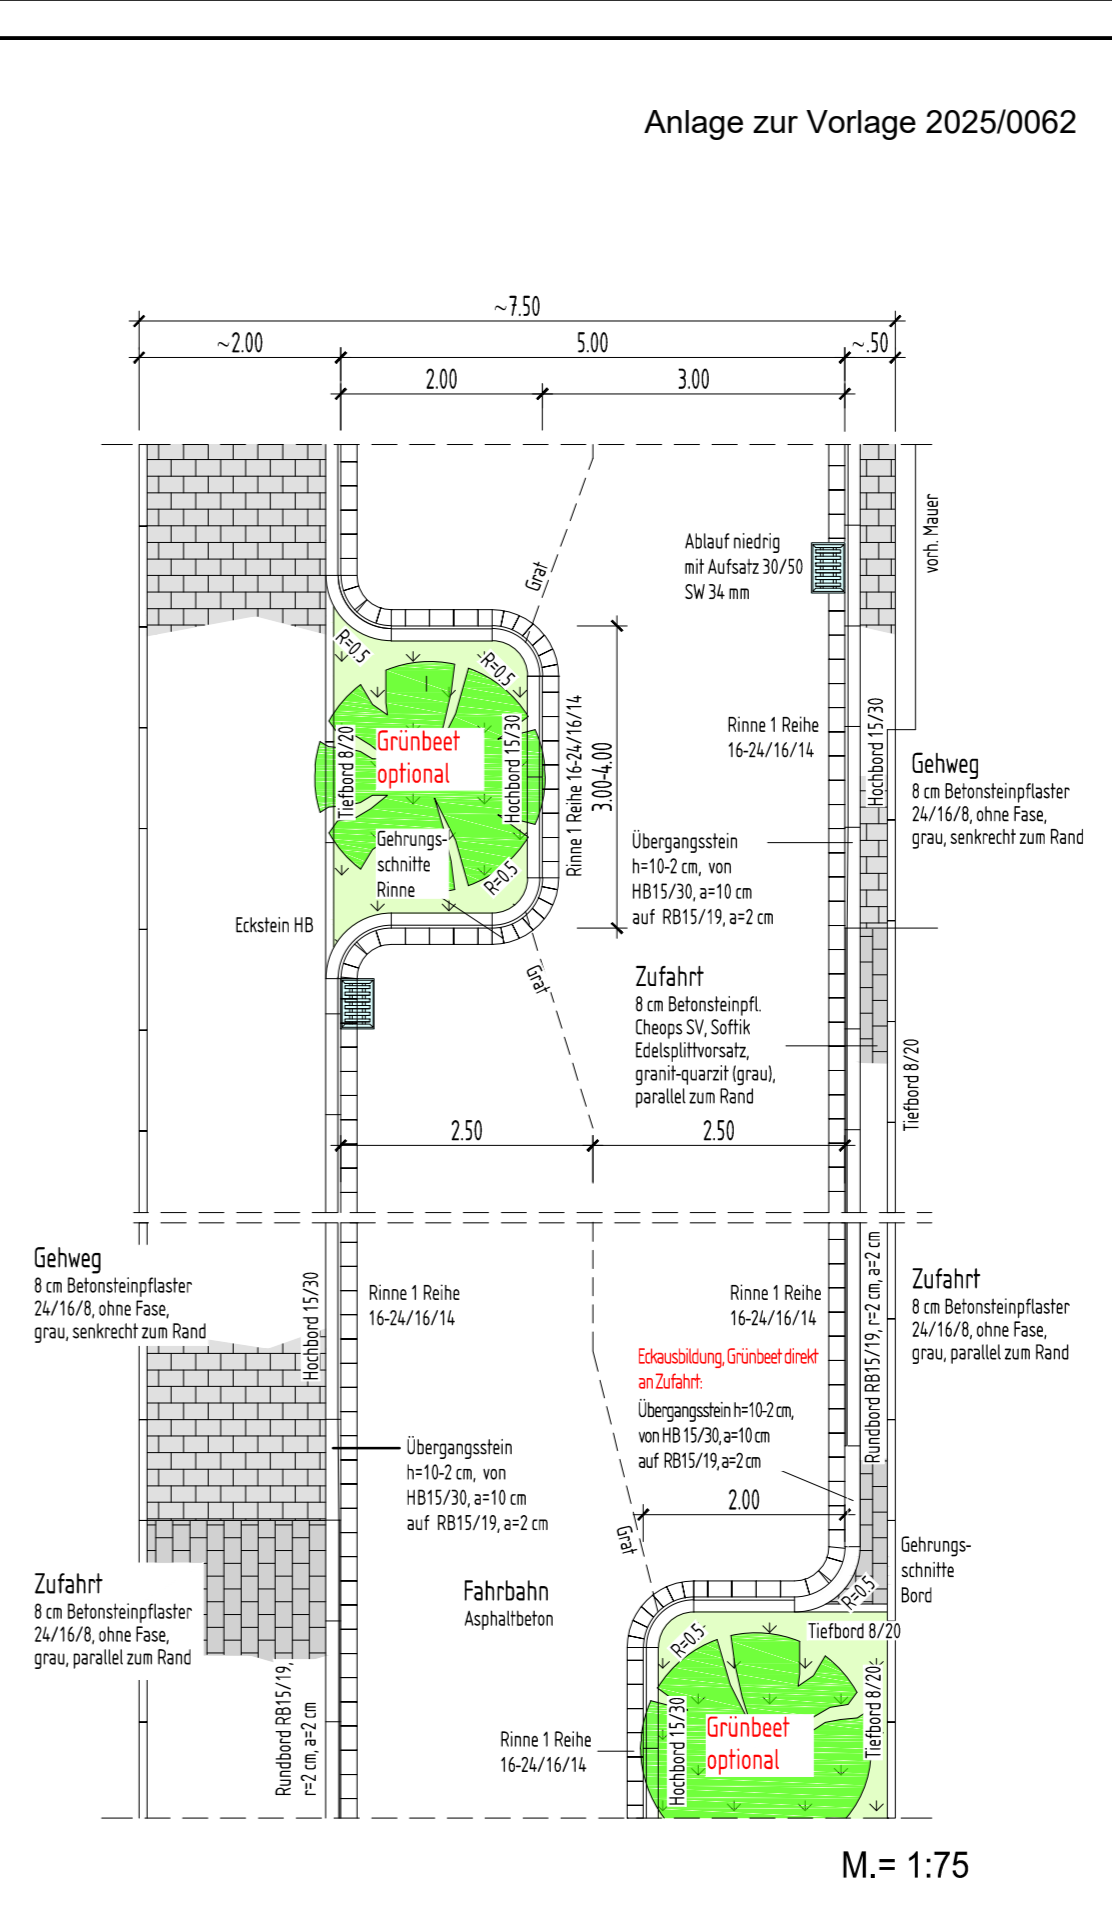 Anlage zur Vorlage 2025/0062
~7.50
~2.00
5.00
~.50
2.00
3.00
Grat
Ablauf niedrig
mit Aufsatz 30/50
SW 34 mm
vorh. Mauer
R=0.5
R=0.5
Tiefbord 8/20
Grünbeet
optional
Hochbord 15/30
Rinne 1 Reihe 16-24/16/14
3.00-4.00
Rinne 1 Reihe
16-24/16/14
Hochbord 15/30
Gehweg
8 cm Betonsteinpflaster
24/16/8, ohne Fase,
grau, senkrecht zum Rand
Gehrungs-
schnitte
Rinne
R=0.5
Übergangsstein
h=10-2 cm, von
HB15/30, a=10 cm
auf RB15/19, a=2 cm
Eckstein HB
Grat
Zufahrt
8 cm Betonsteinpfl.
Cheops SV, Softik
Edelsplittvorsatz,
granit-quarzit (grau),
parallel zum Rand
Tiefbord 8/20
2.50
2.50
Gehweg
8 cm Betonsteinpflaster
24/16/8, ohne Fase,
grau, senkrecht zum Rand
Hochbord 15/30
Rinne 1 Reihe
16-24/16/14
Rinne 1 Reihe
16-24/16/14
Rundbord RB15/19, r=2 cm, a=2 cm
Zufahrt
8 cm Betonsteinpflaster
24/16/8, ohne Fase,
grau, parallel zum Rand
Eckausbildung, Grünbeet direkt
an Zufahrt:
Übergangsstein h=10-2 cm,
von HB 15/30, a=10 cm
auf RB15/19, a=2 cm
Übergangsstein
h=10-2 cm, von
HB15/30, a=10 cm
auf RB15/19, a=2 cm
2.00
Grat
Gehrungs-
schnitte
Bord
Zufahrt
8 cm Betonsteinpflaster
24/16/8, ohne Fase,
grau, parallel zum Rand
Fahrbahn
Asphaltbeton
R=0.5
R=0.5
Tiefbord 8/20
Tiefbord 8/20
Rundbord RB15/19,
r=2 cm, a=2 cm
Rinne 1 Reihe
16-24/16/14
Hochbord 15/30
Grünbeet
optional
M.= 1:75